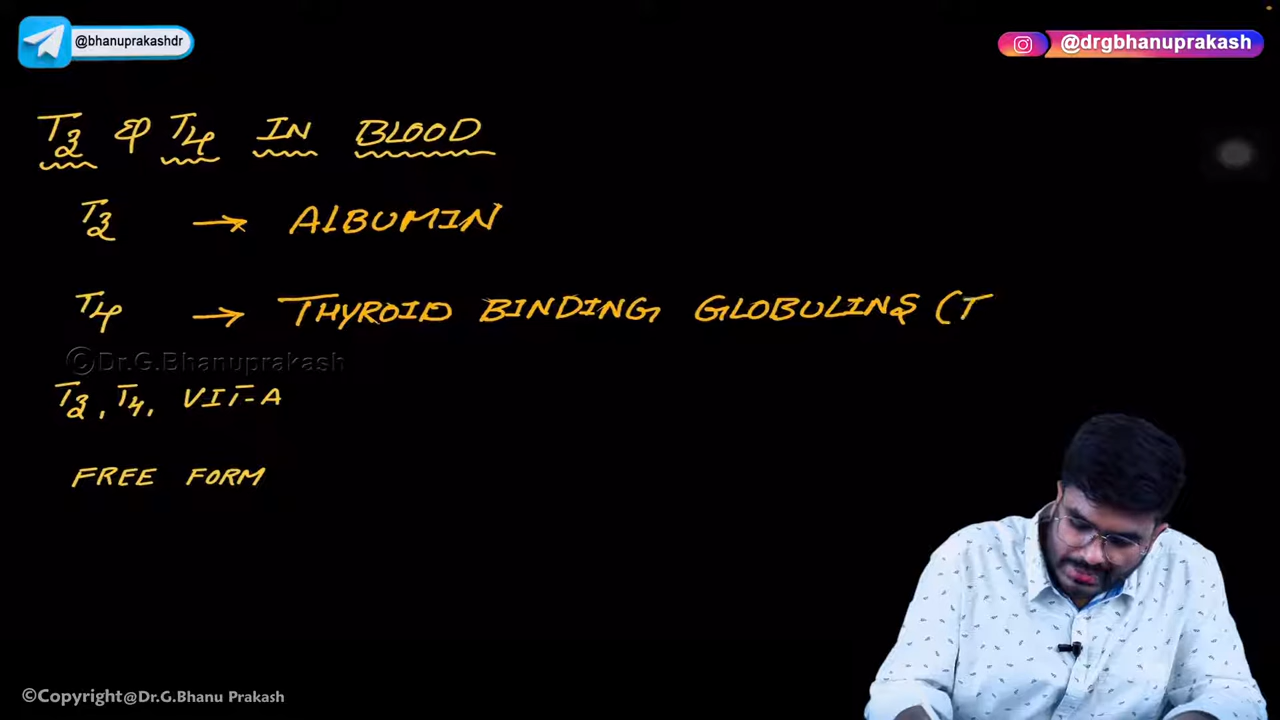 @bhanuprakashdr
@drgbhanuprakash
T3 & T4 IN BLOOD
T3 → ALBUMIN
T4 → THYROID BINDING GLOBULINS (T
©Dr.G.Bhanuprakash
T3, T4, VIT-A
FREE FORM
©Copyright@Dr.G.Bhanu Prakash